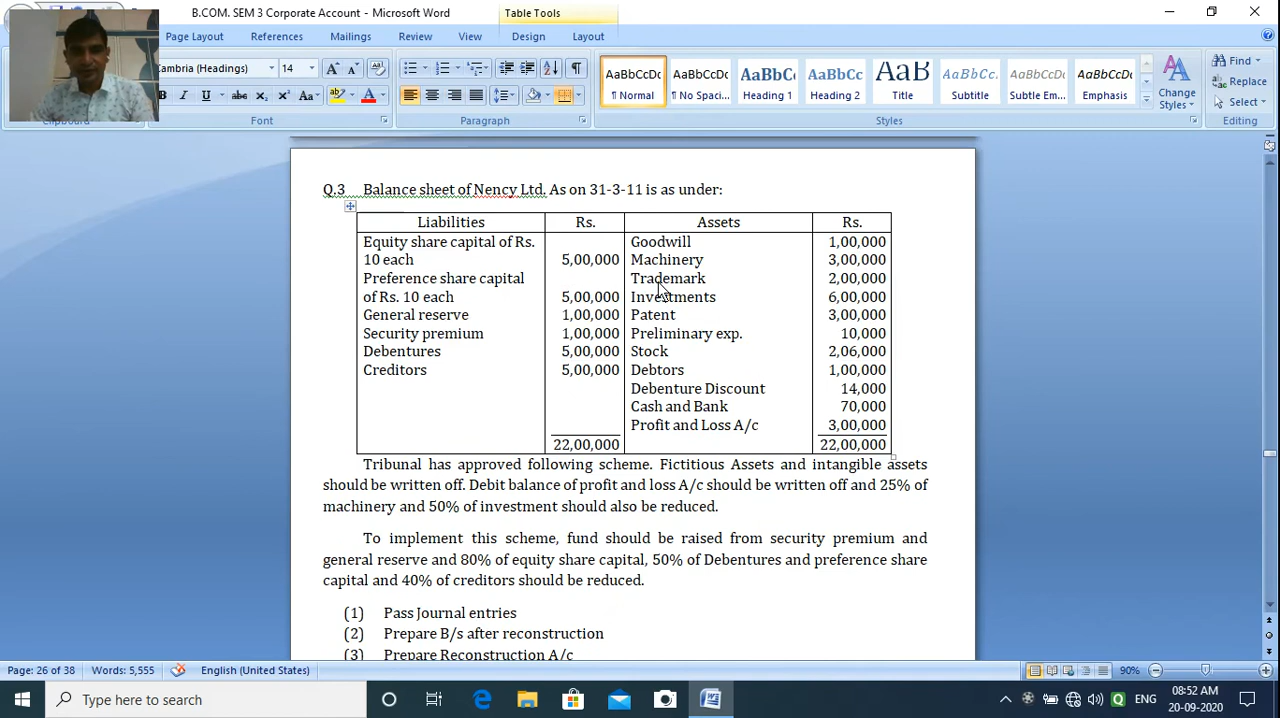 B.COM. SEM 3 Corporate Account - Microsoft Word
Table Tools
Page Layout References Mailings Review View Design Layout
Cambria (Headings) 14
AaBbCcDc AaBbCcDc AaBbCc AaBbCc AaB AaBbCc. AaBbCcDc AaBbCcDc
¶ Normal ¶ No Spaci... Heading 1 Heading 2 Title Subtitle Subtle Em... Emphasis
Change Styles
Find
Replace
Select
Font Paragraph Styles Editing
Q.3 Balance sheet of Nency Ltd. As on 31-3-11 is as under:
Liabilities Rs. Assets Rs.
Equity share capital of Rs. Goodwill 1,00,000
10 each 5,00,000 Machinery 3,00,000
Preference share capital Trademark 2,00,000
of Rs. 10 each 5,00,000 Investments 6,00,000
General reserve 1,00,000 Patent 3,00,000
Security premium 1,00,000 Preliminary exp. 10,000
Debentures 5,00,000 Stock 2,06,000
Creditors 5,00,000 Debtors 1,00,000
Debenture Discount 14,000
Cash and Bank 70,000
Profit and Loss A/c 3,00,000
22,00,000 22,00,000
Tribunal has approved following scheme. Fictitious Assets and intangible assets
should be written off. Debit balance of profit and loss A/c should be written off and 25% of
machinery and 50% of investment should also be reduced.
To implement this scheme, fund should be raised from security premium and
general reserve and 80% of equity share capital, 50% of Debentures and preference share
capital and 40% of creditors should be reduced.
(1) Pass Journal entries
(2) Prepare B/s after reconstruction
(3) Prepare Reconstruction A/c
Page: 26 of 38 Words: 5,555 English (United States) 90%
Type here to search
ENG
08:52 AM
20-09-2020